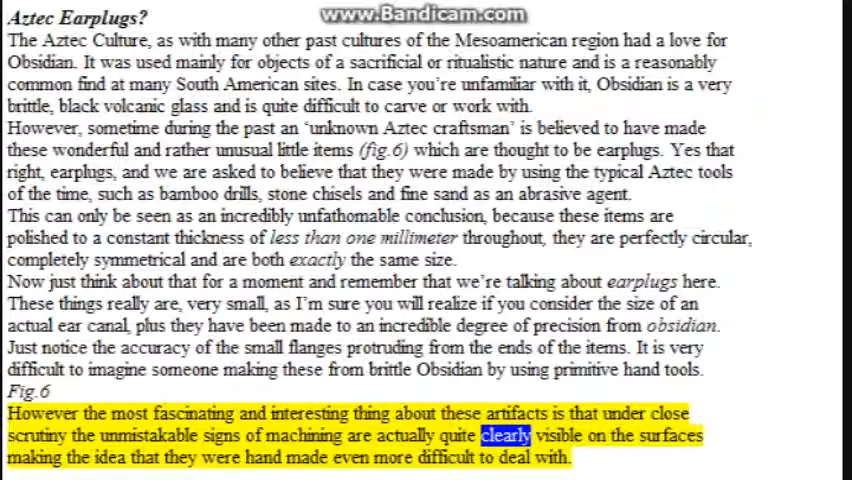 www.Bandicam.com
Aztec Earplugs?
The Aztec Culture, as with many other past cultures of the Mesoamerican region had a love for
Obsidian. It was used mainly for objects of a sacrificial or ritualistic nature and is a reasonably
common find at many South American sites. In case you're unfamiliar with it, Obsidian is a very
brittle, black volcanic glass and is quite difficult to carve or work with.
However, sometime during the past an 'unknown Aztec craftsman' is believed to have made
these wonderful and rather unusual little items (fig.6) which are thought to be earplugs. Yes that
right, earplugs, and we are asked to believe that they were made by using the typical Aztec tools
of the time, such as bamboo drills, stone chisels and fine sand as an abrasive agent.
This can only be seen as an incredibly unfathomable conclusion, because these items are
polished to a constant thickness of less than one millimeter throughout, they are perfectly circular,
completely symmetrical and are both exactly the same size.
Now just think about that for a moment and remember that we're talking about earplugs here.
These things really are, very small, as I'm sure you will realize if you consider the size of an
actual ear canal, plus they have been made to an incredible degree of precision from obsidian.
Just notice the accuracy of the small flanges protruding from the ends of the items. It is very
difficult to imagine someone making these from brittle Obsidian by using primitive hand tools.
Fig.6
However the most fascinating and interesting thing about these artifacts is that under close
scrutiny the unmistakable signs of machining are actually quite clearly visible on the surfaces
making the idea that they were hand made even more difficult to deal with.